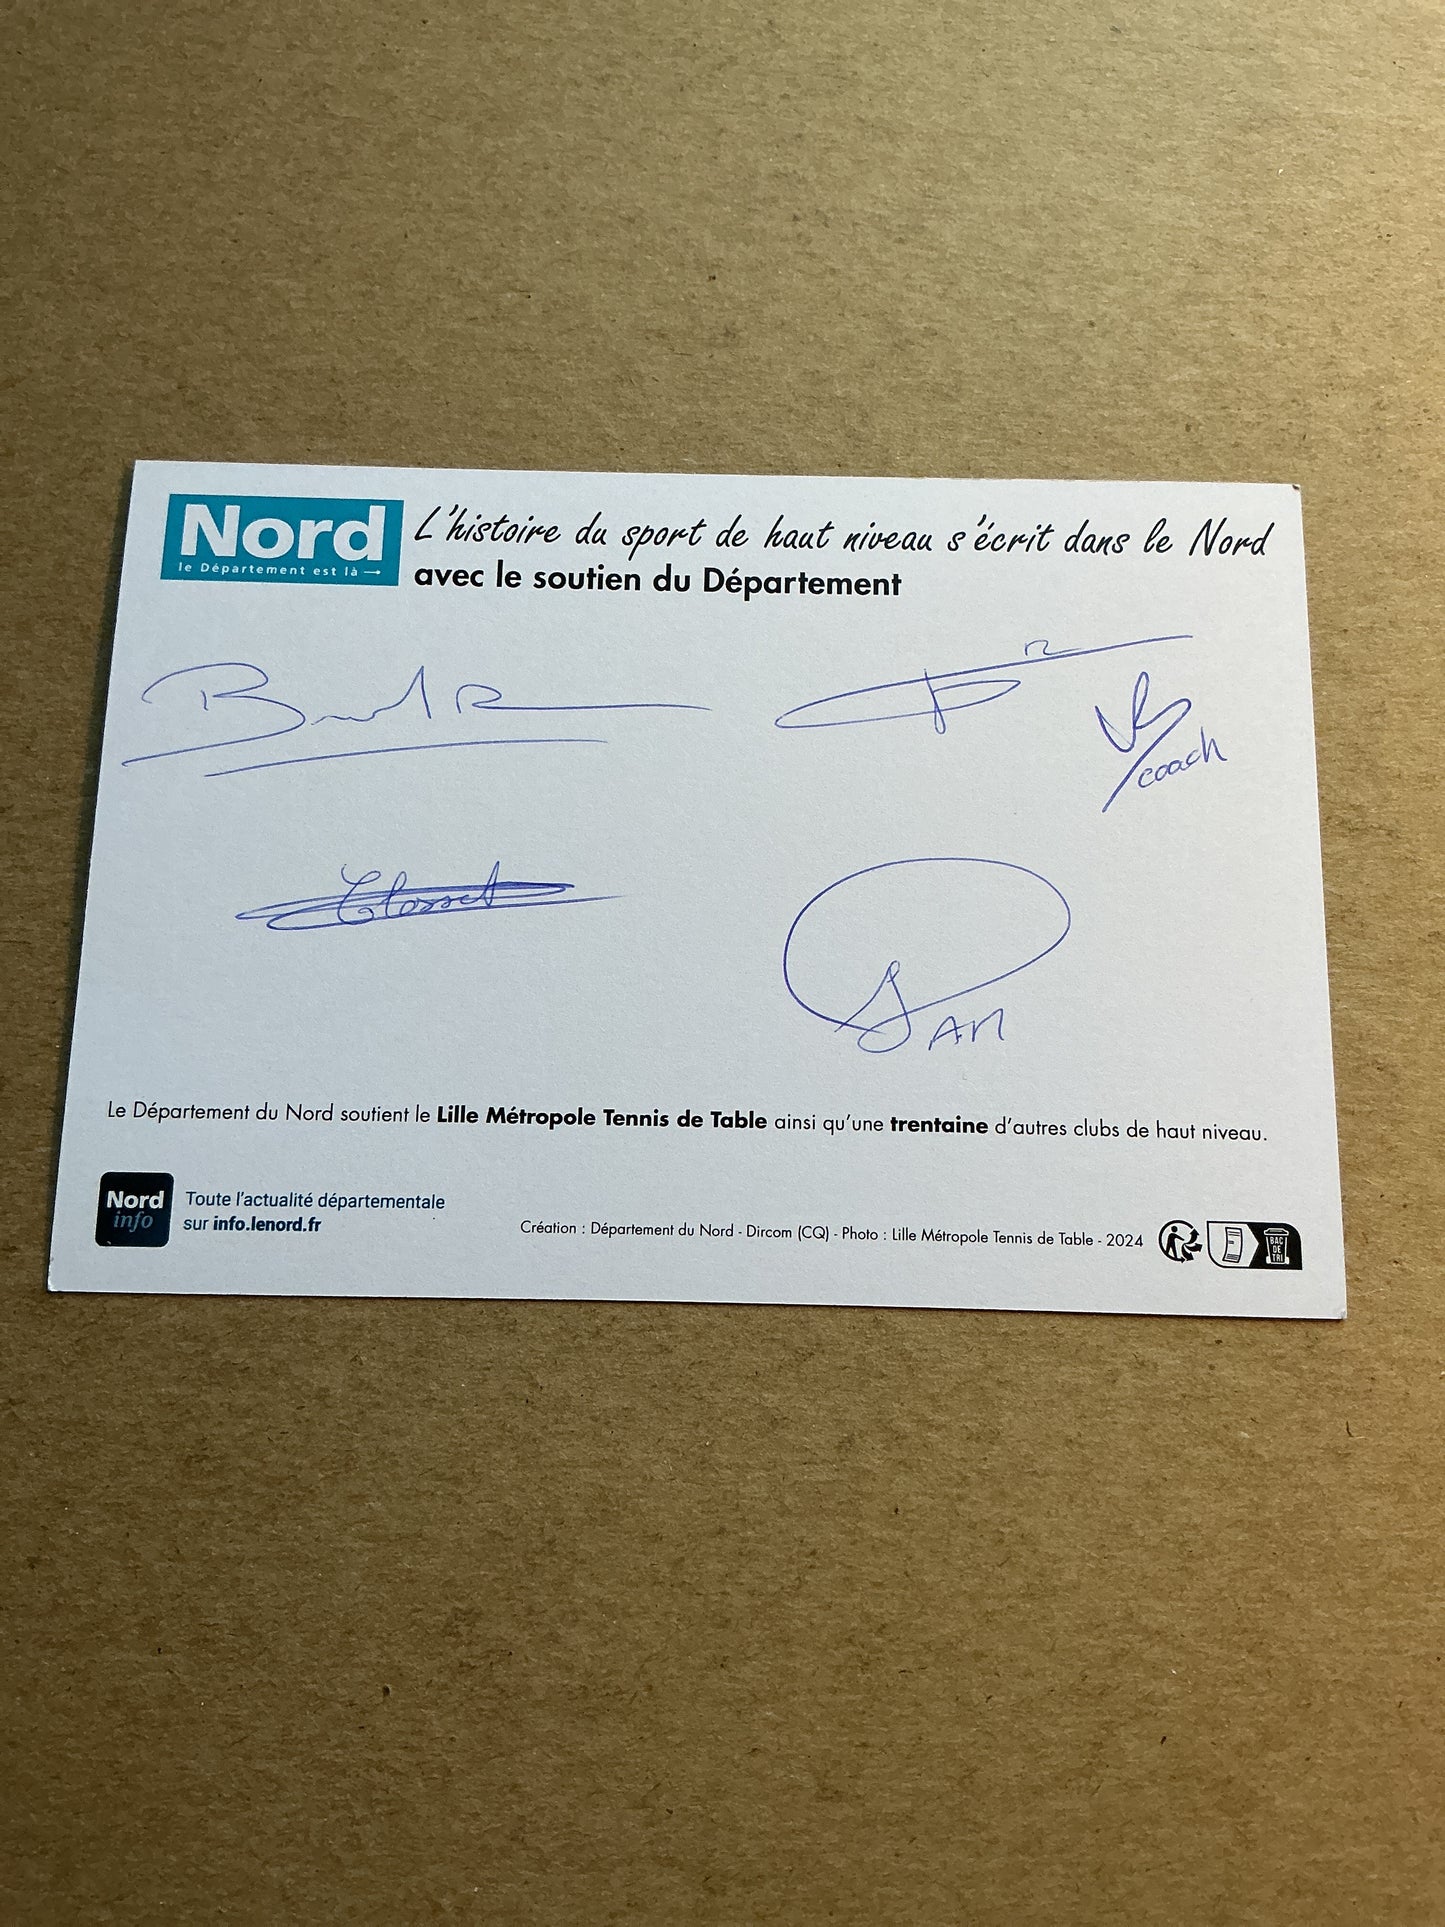 Nord
le Département est là
L'histoire du sport de haut niveau s'écrit dans le Nord
avec le soutien du Département
coach
Closset
Le Département du Nord soutient le Lille Métropole Tennis de Table ainsi qu'une trentaine d'autres clubs de haut niveau.
Nord
info
Toute l'actualité départementale
sur info.lenord.fr
Création : Département du Nord - Dircom (CQ) - Photo : Lille Métropole Tennis de Table - 2024
BAC
DE
TRI